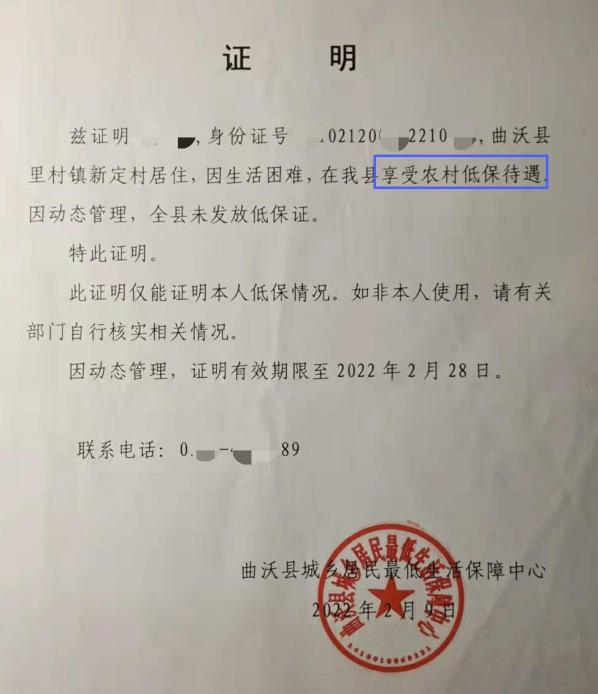 证 明
兹证明 ,身份证号 .02120 2210 ,曲沃县
里村镇新定村居住，因生活困难，在我县享受农村低保待遇，
因动态管理，全县未发放低保证。
特此证明。
此证明仅能证明本人低保情况。如非本人使用，请有关
部门自行核实相关情况。
因动态管理，证明有效期限至 2022 年 2 月 28 日。
联系电话：0. - 89
曲沃县城乡居民最低生活保障中心
2022 年 2 月 9 日
曲沃县城乡居民最低生活保障中心